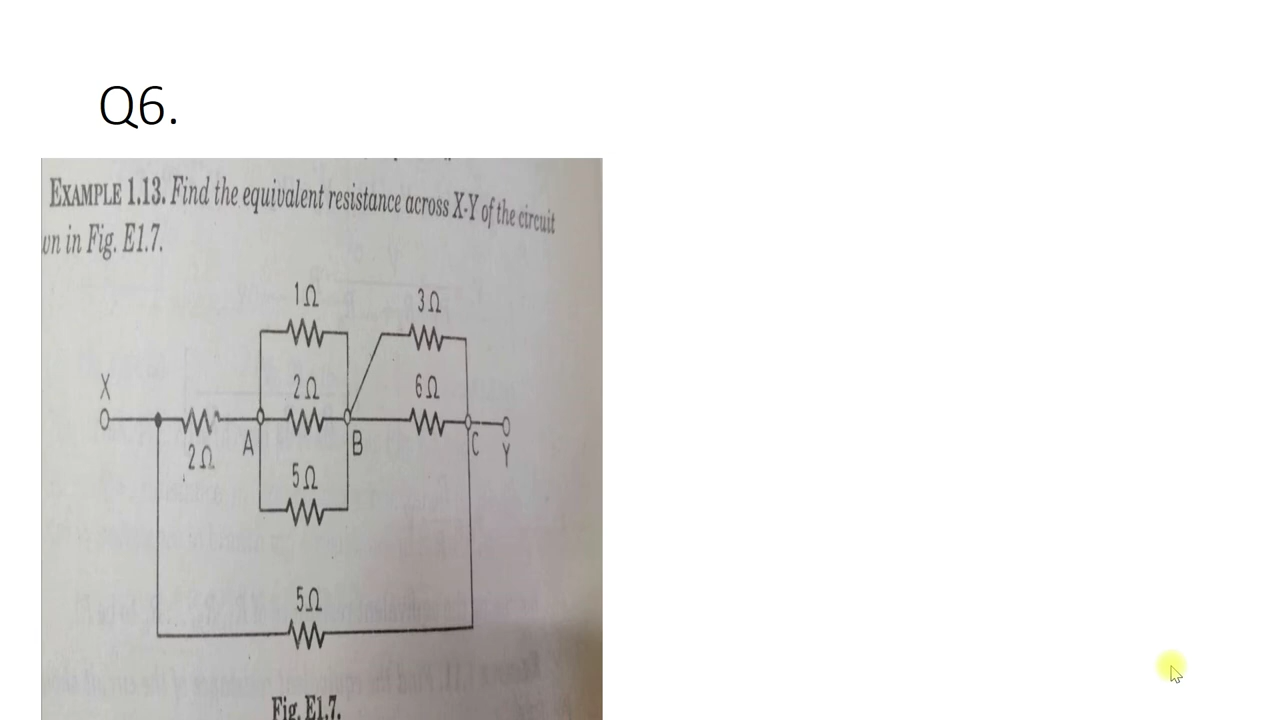 Q6.
EXAMPLE 1.13. Find the equivalent resistance across X-Y of the circuit
wn in Fig. E1.7.
1Ω
3Ω
X
2Ω
6Ω
A
B
C
Y
2Ω
5Ω
5Ω
Fig. E1.7.